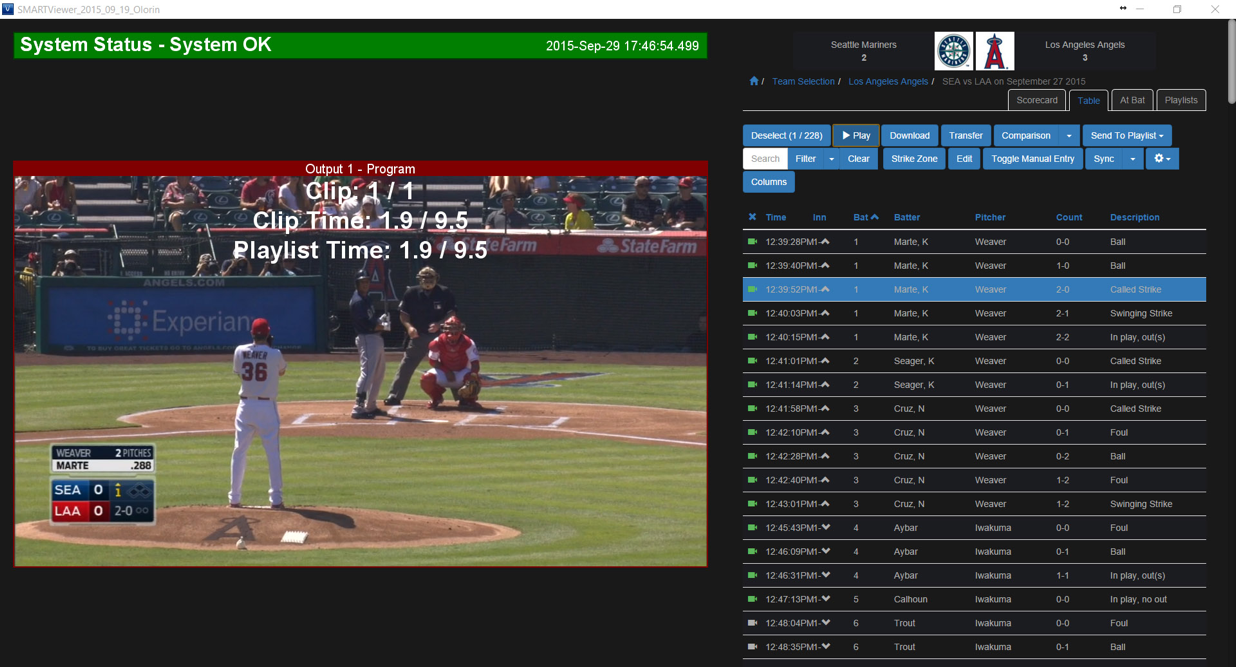 SMARTViewer_2015_09_19_Olorin
System Status - System OK
2015-Sep-29 17:46:54.499
Seattle Mariners
2
Los Angeles Angels
3
/ Team Selection / Los Angeles Angels / SEA vs LAA on September 27 2015
Scorecard Table At Bat Playlists
Deselect (1 / 228) Play Download Transfer Comparison Send To Playlist
Search Filter Clear Strike Zone Edit Toggle Manual Entry Sync
Columns
Output 1 - Program
Clip: 1 / 1
Clip Time: 1.9 / 9.5
Playlist Time: 1.9 / 9.5
StateFarm
StateFarm
ANGELS.COM
Experian
TO BUY GREAT TICKETS GO TO ANGELS
WEAVER
36
A
WEAVER 2 PITCHES
MARTE .288
SEA 0 1
LAA 0 2-0
Time Inn Bat Batter Pitcher Count Description
12:39:28PM 1- 1 Marte, K Weaver 0-0 Ball
12:39:40PM 1- 1 Marte, K Weaver 1-0 Ball
12:39:52PM 1- 1 Marte, K Weaver 2-0 Called Strike
12:40:03PM 1- 1 Marte, K Weaver 2-1 Swinging Strike
12:40:15PM 1- 1 Marte, K Weaver 2-2 In play, out(s)
12:41:01PM 1- 2 Seager, K Weaver 0-0 Called Strike
12:41:14PM 1- 2 Seager, K Weaver 0-1 In play, out(s)
12:41:58PM 1- 3 Cruz, N Weaver 0-0 Called Strike
12:42:10PM 1- 3 Cruz, N Weaver 0-1 Foul
12:42:28PM 1- 3 Cruz, N Weaver 0-2 Ball
12:42:40PM 1- 3 Cruz, N Weaver 1-2 Foul
12:43:01PM 1- 3 Cruz, N Weaver 1-2 Swinging Strike
12:45:43PM 1- 4 Aybar Iwakuma 0-0 Foul
12:46:09PM 1- 4 Aybar Iwakuma 0-1 Ball
12:46:31PM 1- 4 Aybar Iwakuma 1-1 In play, out(s)
12:47:13PM 1- 5 Calhoun Iwakuma 0-0 In play, no out
12:48:04PM 1- 6 Trout Iwakuma 0-0 Foul
12:48:35PM 1- 6 Trout Iwakuma 0-1 Ball